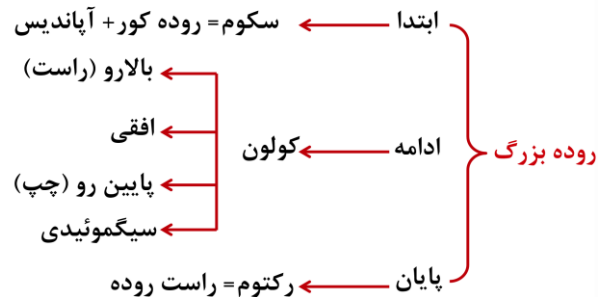 ابتدا سکوم= روده کور+ آپاندیس
بالارو (راست)
افقی
روده بزرگ ادامه کولون
پایین رو (چپ)
سیگموئیدی
پایان رکتوم= راست روده